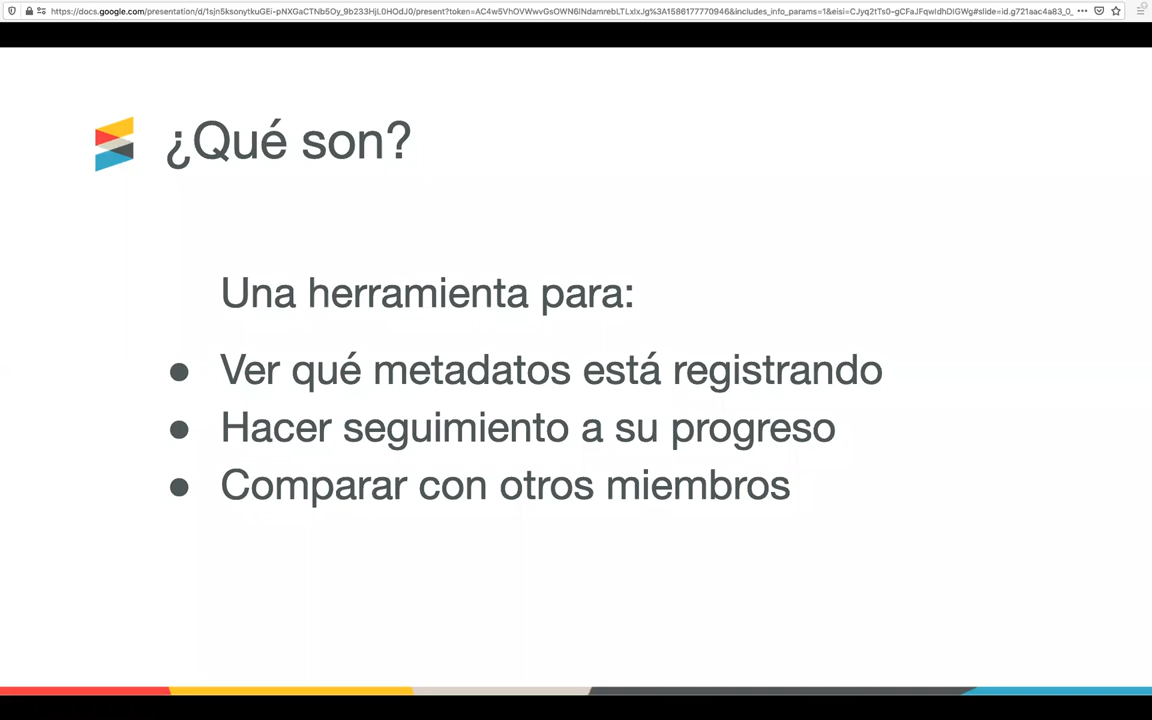 ¿Qué son?
Una herramienta para:
● Ver qué metadatos está registrando
● Hacer seguimiento a su progreso
● Comparar con otros miembros